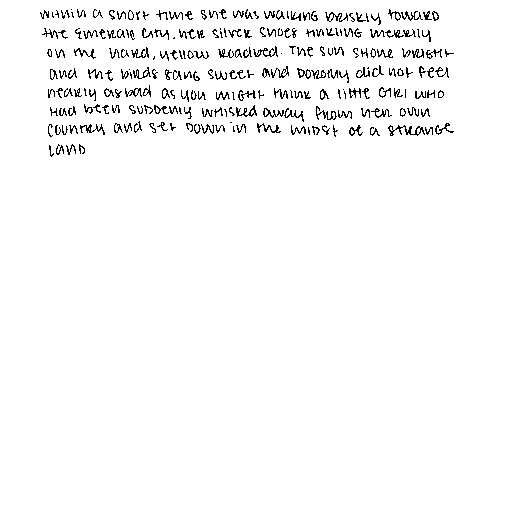 within a short time she was walking briskly toward
the Emerald City, her silver shoes tinkling merrily
on the hard, yellow roadbed. The sun shone bright
and the birds sang sweet and Dorothy did not feel
nearly as bad as you might think a little girl who
had been suddenly whisked away from her own
country and set down in the midst of a strange
land